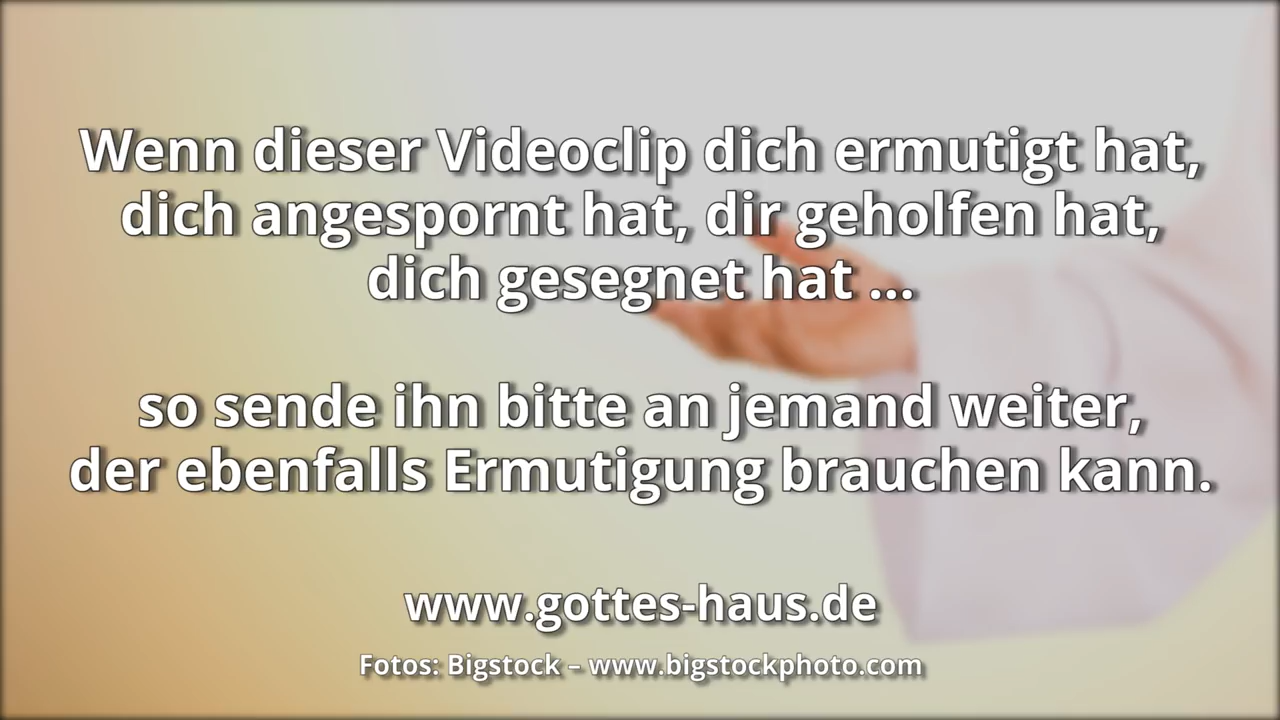 Wenn dieser Videoclip dich ermutigt hat,
dich angespornt hat, dir geholfen hat,
dich gesegnet hat ...
so sende ihn bitte an jemand weiter,
der ebenfalls Ermutigung brauchen kann.
www.gottes-haus.de
Fotos: Bigstock – www.bigstockphoto.com